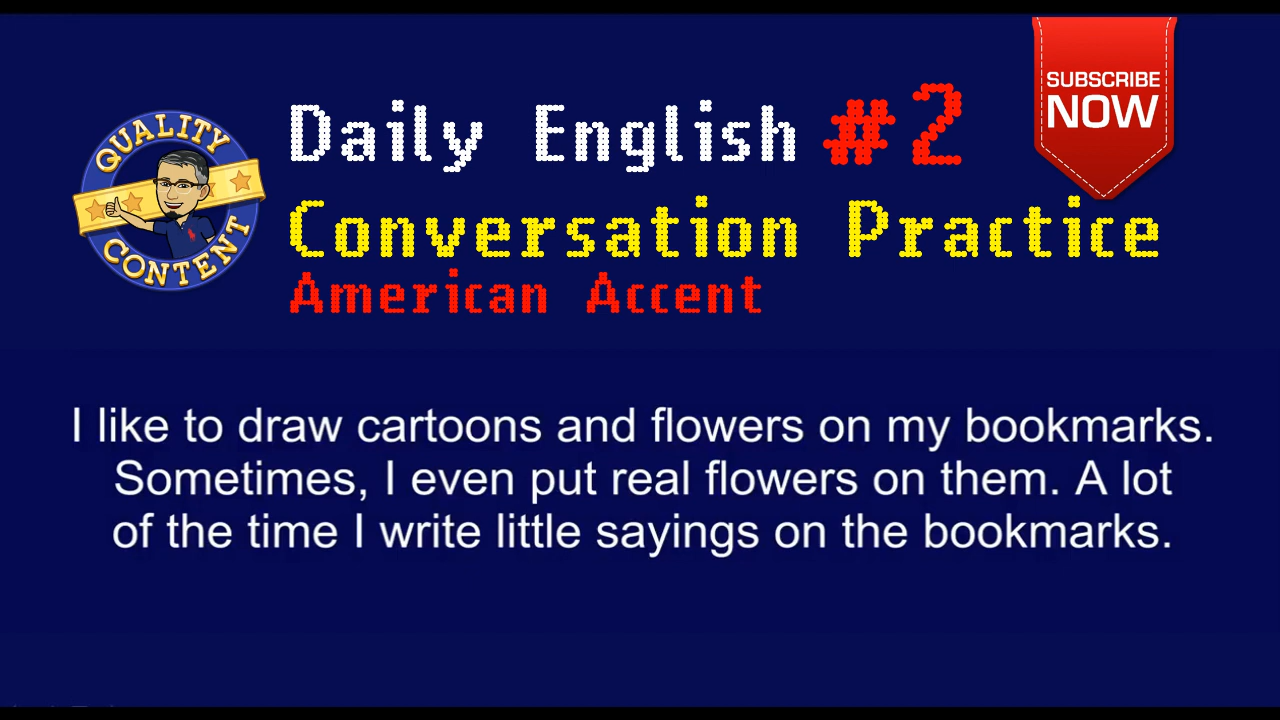 SUBSCRIBE
NOW
QUALITY
CONTENT
Daily English #2
Conversation Practice
American Accent
I like to draw cartoons and flowers on my bookmarks.
Sometimes, I even put real flowers on them. A lot
of the time I write little sayings on the bookmarks.